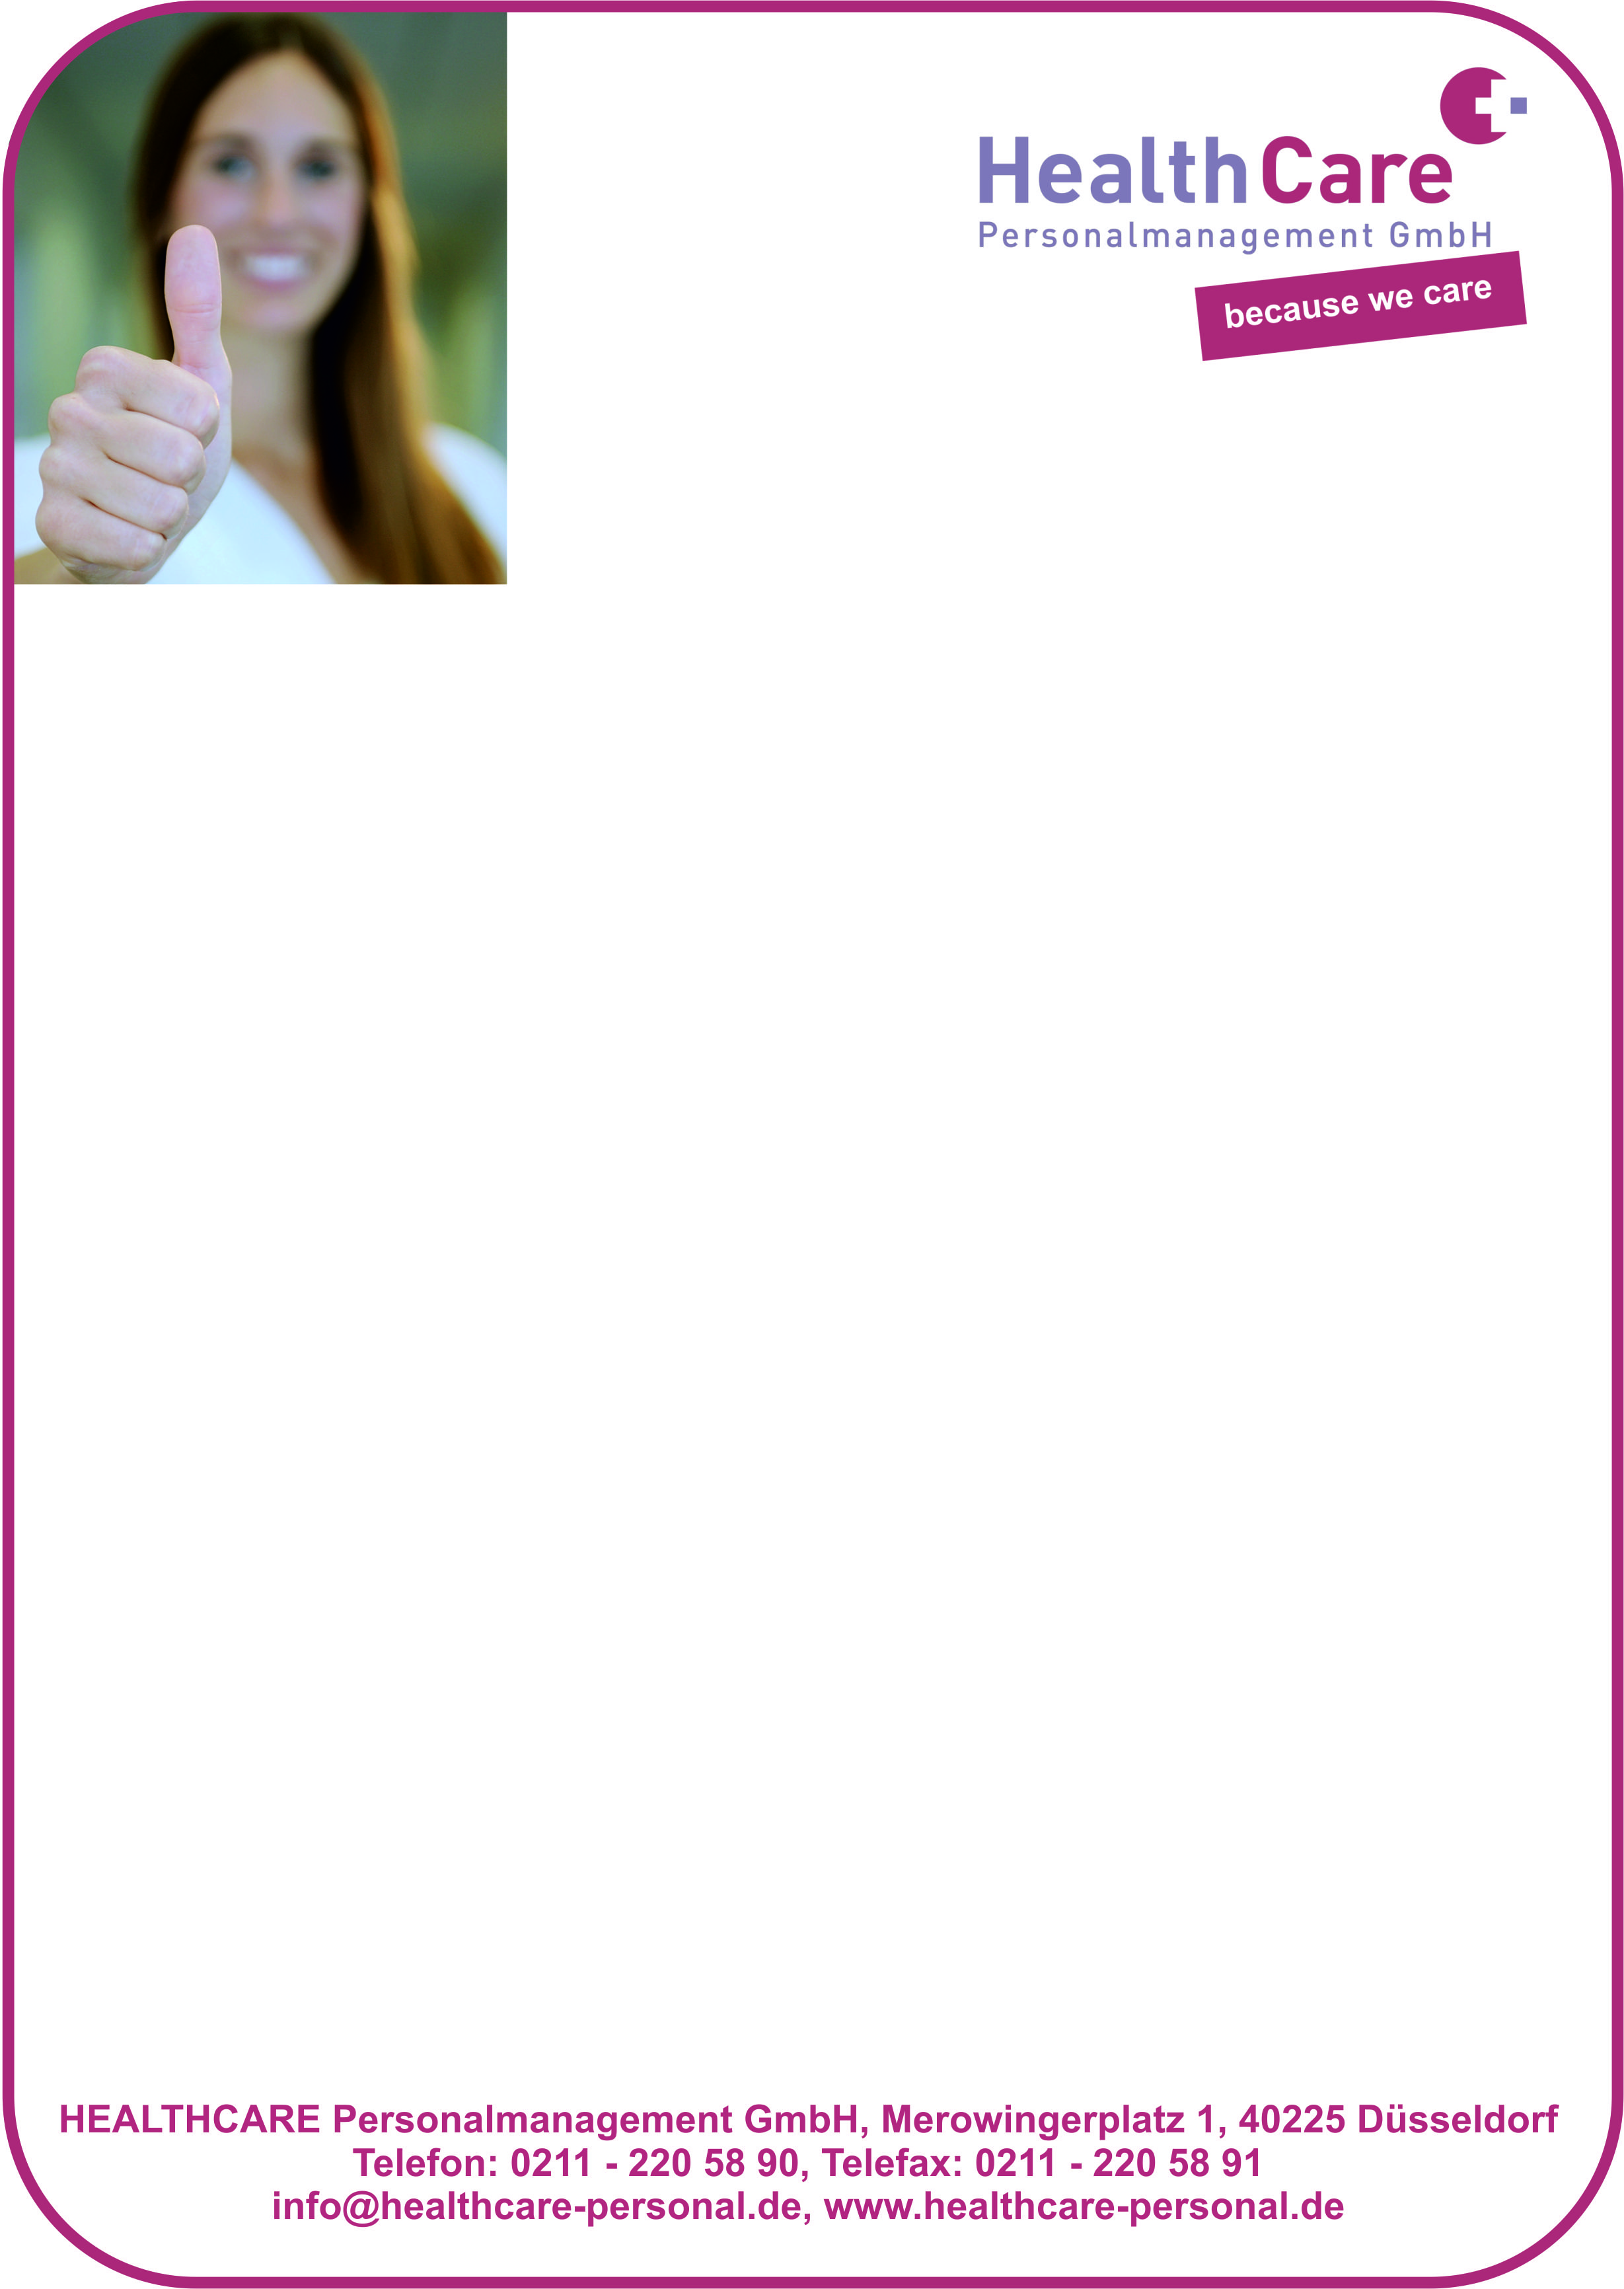 HealthCare
Personalmanagement GmbH
because we care
HEALTHCARE Personalmanagement GmbH, Merowingerplatz 1, 40225 Düsseldorf
Telefon: 0211 - 220 58 90, Telefax: 0211 - 220 58 91
info@healthcare-personal.de, www.healthcare-personal.de